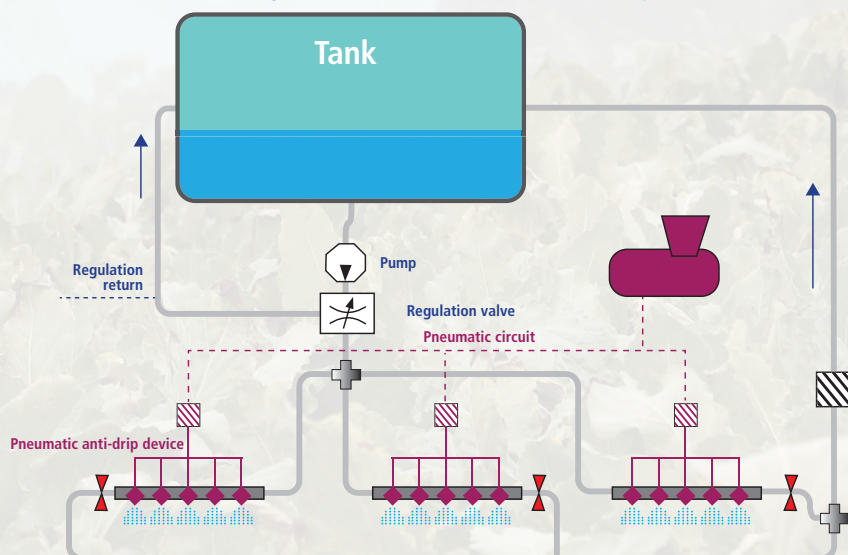 Tank
Pump
Regulation
return
Regulation valve
Pneumatic circuit
Pneumatic anti-drip device